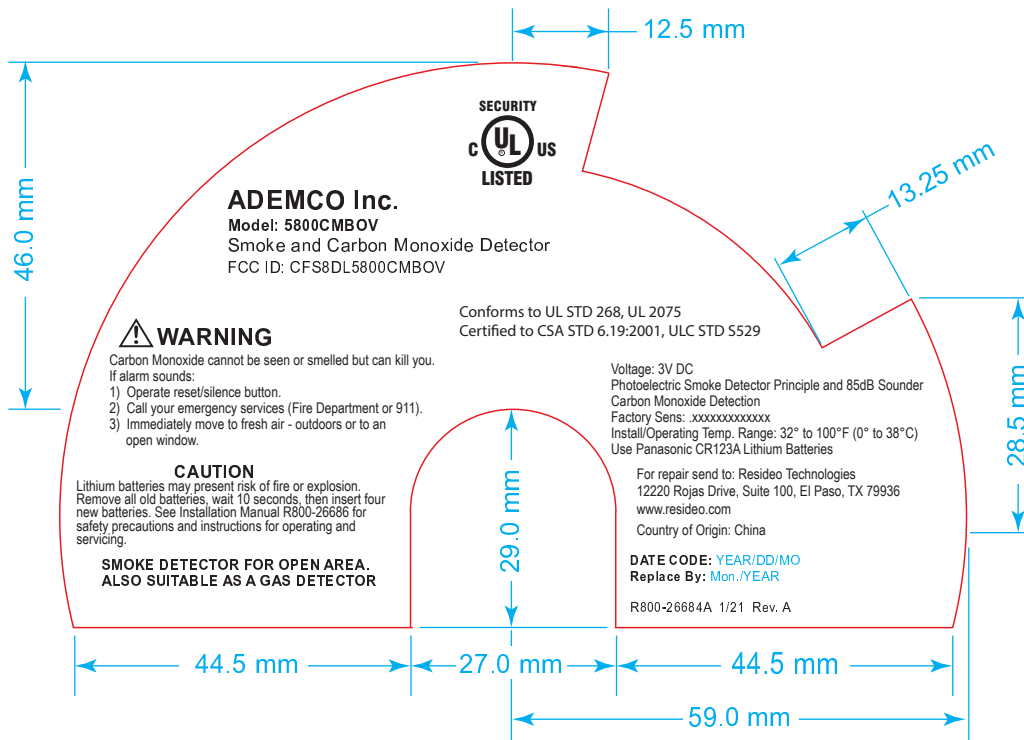 12.5 mm
46.0 mm
13.25 mm
SECURITY
C UL US
®
LISTED
ADEMCO Inc.
Model: 5800CMBOV
Smoke and Carbon Monoxide Detector
FCC ID: CFS8DL5800CMBOV
Conforms to UL STD 268, UL 2075
Certified to CSA STD 6.19:2001, ULC STD S529
WARNING
Carbon Monoxide cannot be seen or smelled but can kill you.
If alarm sounds:
1) Operate reset/silence button.
2) Call your emergency services (Fire Department or 911).
3) Immediately move to fresh air - outdoors or to an
open window.
CAUTION
Lithium batteries may present risk of fire or explosion.
Remove all old batteries, wait 10 seconds, then insert four
new batteries. See Installation Manual R800-26686 for
safety precautions and instructions for operating and
servicing.
SMOKE DETECTOR FOR OPEN AREA.
ALSO SUITABLE AS A GAS DETECTOR
Voltage: 3V DC
Photoelectric Smoke Detector Principle and 85dB Sounder
Carbon Monoxide Detection
Factory Sens: .xxxxxxxxxxxxx
Install/Operating Temp. Range: 32° to 100°F (0° to 38°C)
Use Panasonic CR123A Lithium Batteries
For repair send to: Resideo Technologies
12220 Rojas Drive, Suite 100, El Paso, TX 79936
www.resideo.com
Country of Origin: China
DATE CODE: YEAR/DD/MO
Replace By: Mon./YEAR
R800-26684A 1/21 Rev. A
28.5 mm
29.0 mm
44.5 mm
27.0 mm
44.5 mm
59.0 mm